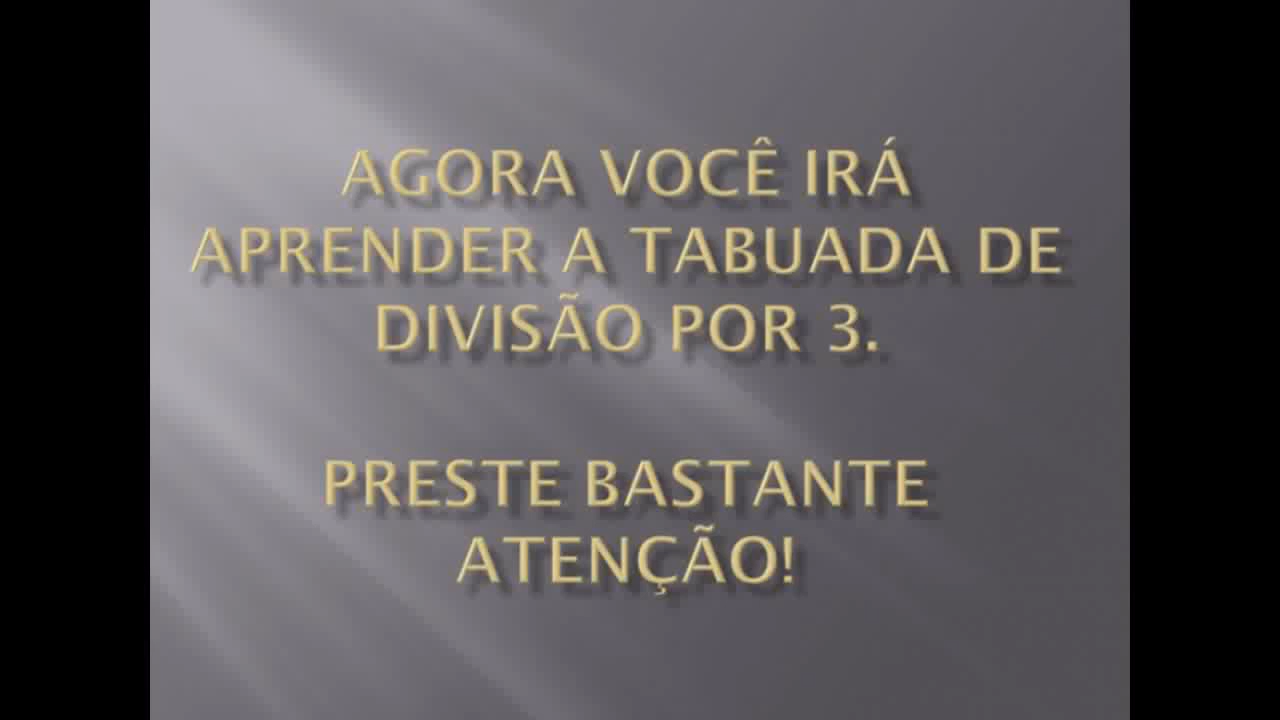 AGORA VOCÊ IRÁ
APRENDER A TABUADA DE
DIVISÃO POR 3.
PRESTE BASTANTE
ATENÇÃO!